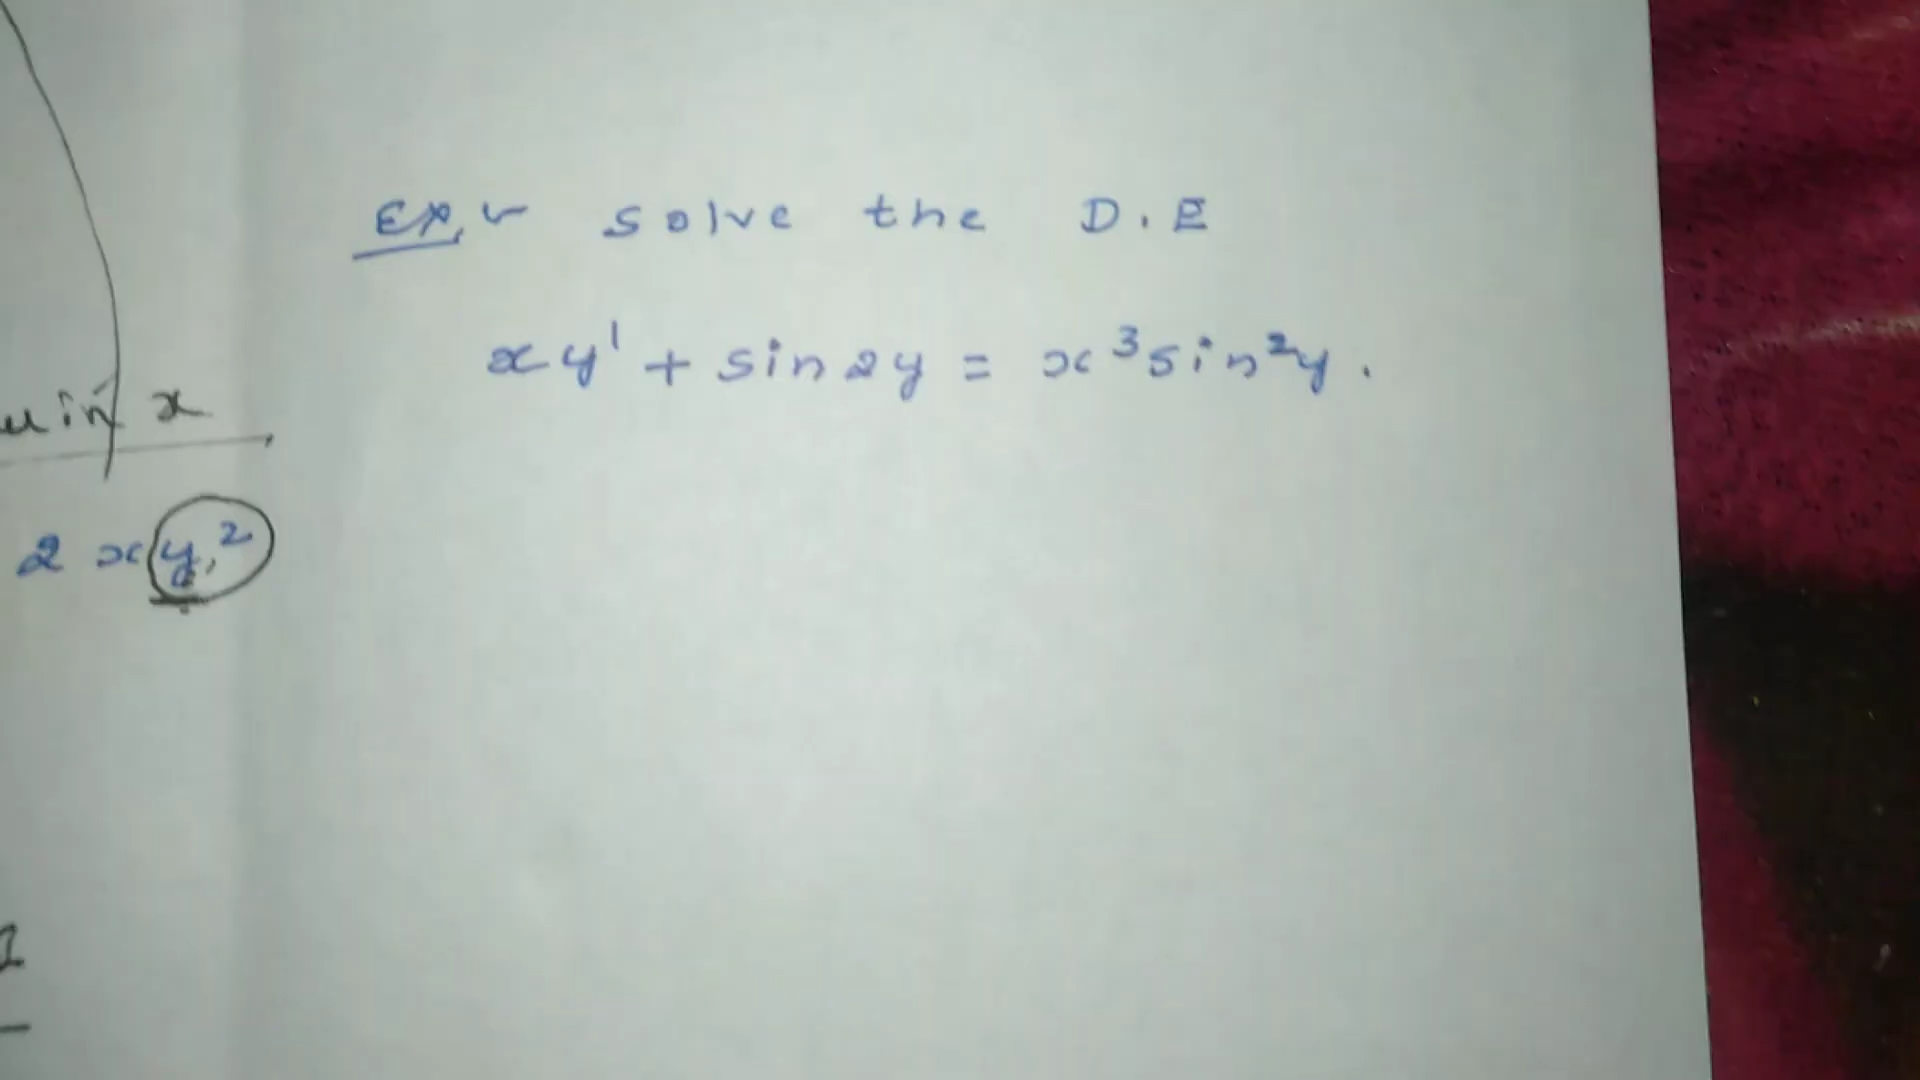 Ex. solve the D.E
xy' + sin2y = x³sin²y.
x
2 xy,²